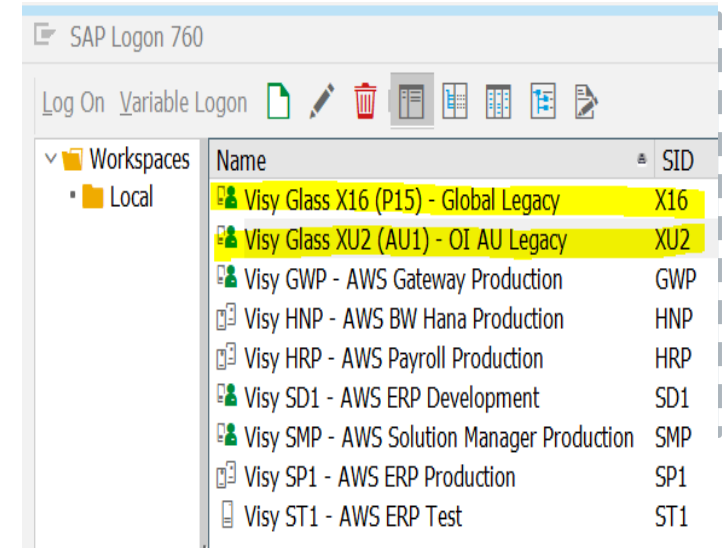 SAP Logon 760
Log On Variable Logon
Workspaces
Local
Name SID
Visy Glass X16 (P15) - Global Legacy X16
Visy Glass XU2 (AU1) - OI AU Legacy XU2
Visy GWP - AWS Gateway Production GWP
Visy HNP - AWS BW Hana Production HNP
Visy HRP - AWS Payroll Production HRP
Visy SD1 - AWS ERP Development SD1
Visy SMP - AWS Solution Manager Production SMP
Visy SP1 - AWS ERP Production SP1
Visy ST1 - AWS ERP Test ST1